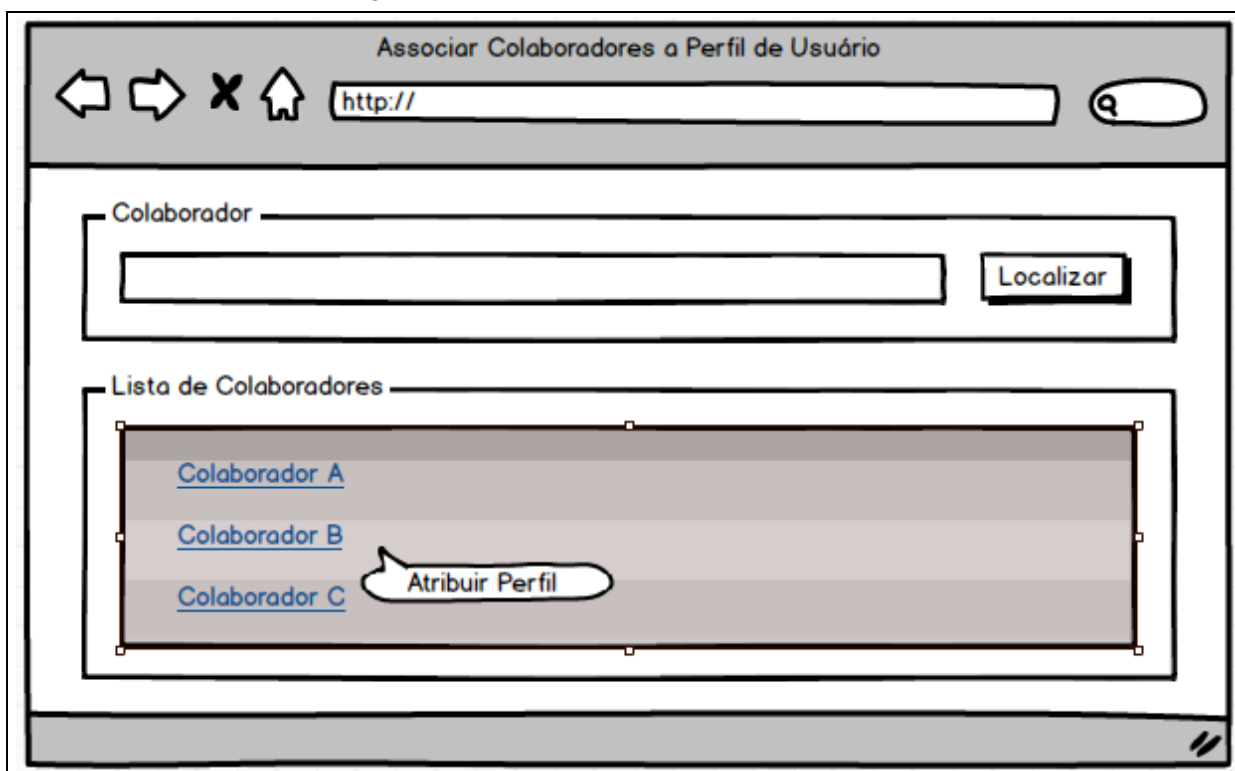 Associar Colaboradores a Perfil de Usuário
http://
Colaborador
Localizar
Lista de Colaboradores
Colaborador A
Colaborador B
Atribuir Perfil
Colaborador C